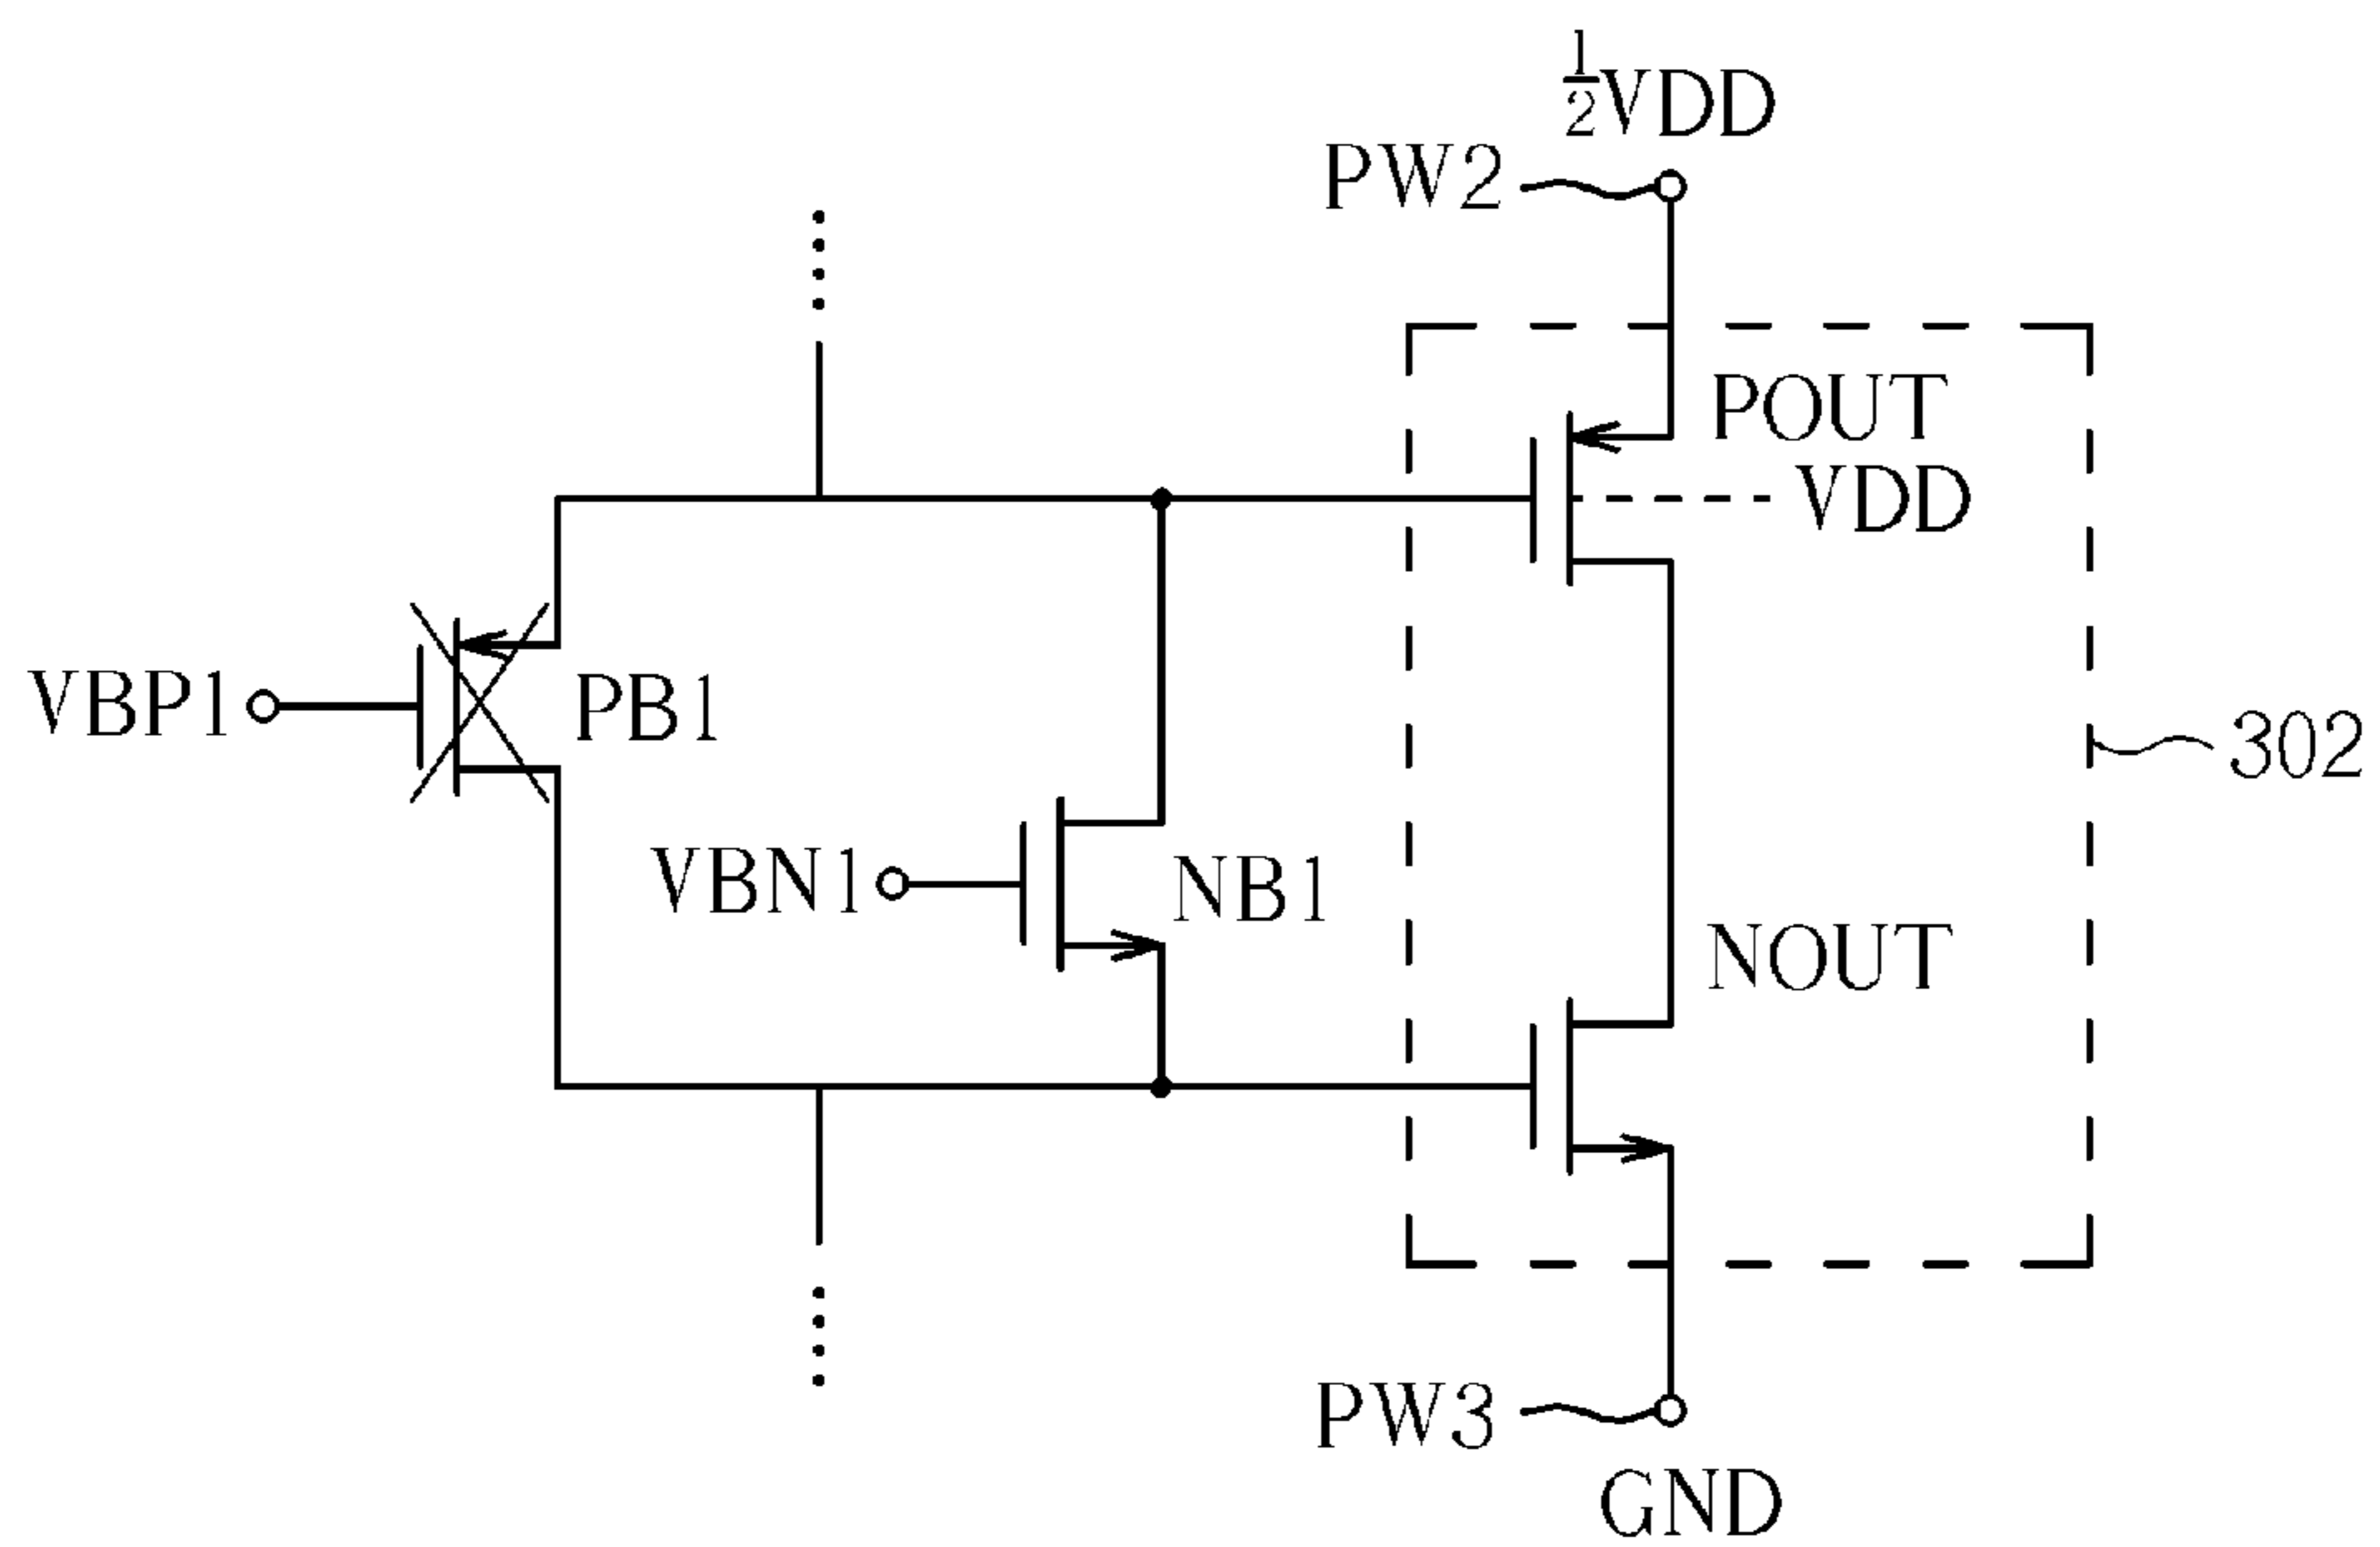 ½VDD
PW2
POUT
VDD
VBP1
PB1
302
VBN1
NB1
NOUT
PW3
GND